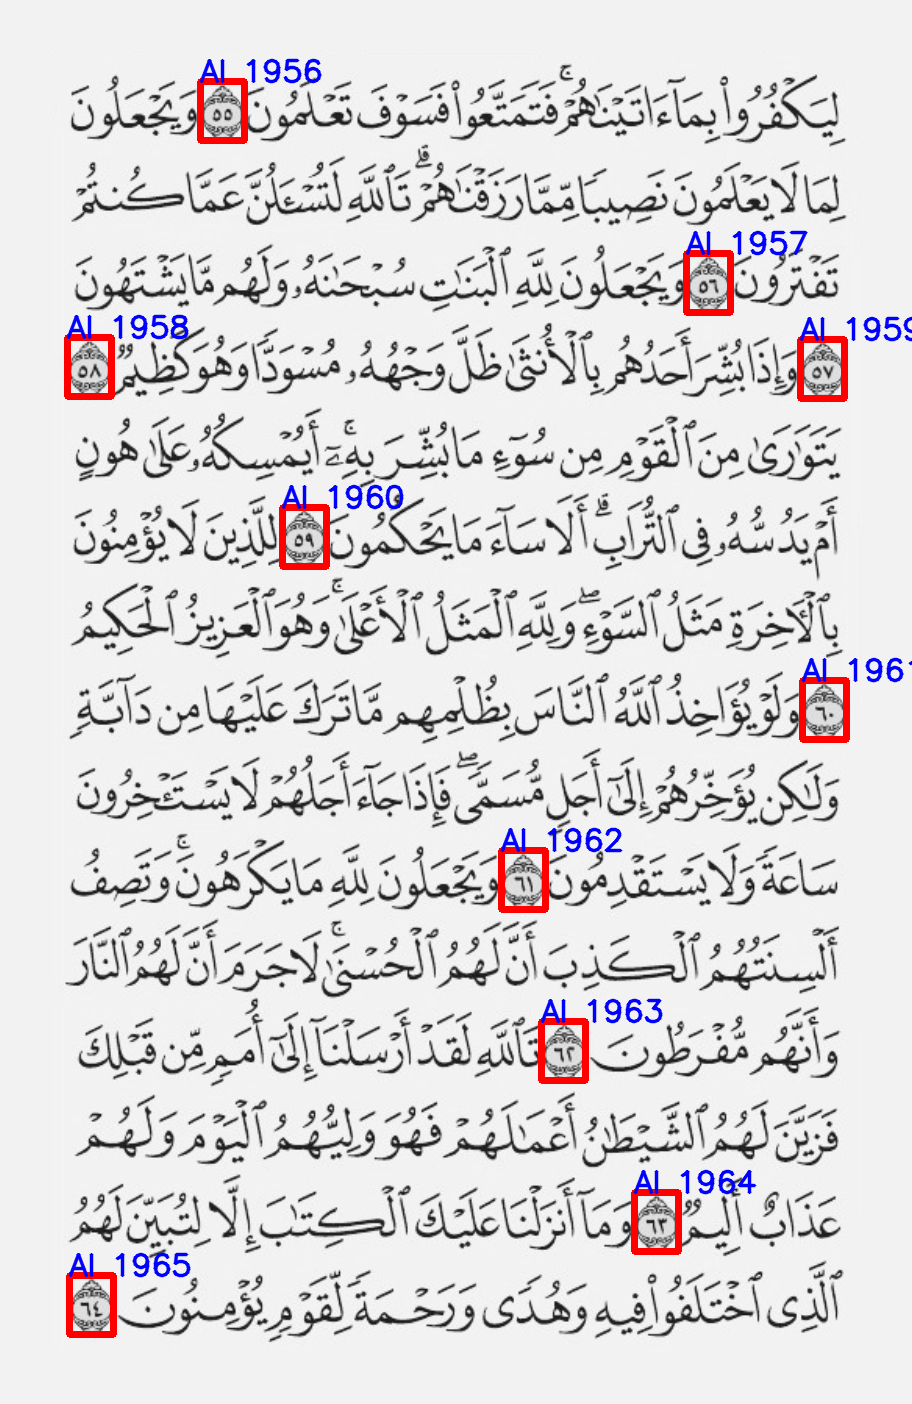 AI 1956
لِيَكْفُرُوا۟ بِمَآ ءَاتَيْنَـٰهُمْ ۚ فَتَمَتَّعُوا۟ فَسَوْفَ تَعْلَمُونَ ٥٥ وَيَجْعَلُونَ
لِمَا لَا يَعْلَمُونَ نَصِيبًا مِّمَّا رَزَقْنَـٰهُمْ ۗ تَٱللَّهِ لَتُسْـَٔلُنَّ عَمَّا كُنتُمْ
AI 1957
تَفْتَرُونَ ٥٦ وَيَجْعَلُونَ لِلَّهِ ٱلْبَنَـٰتِ سُبْحَـٰنَهُۥ وَلَهُم مَّا يَشْتَهُونَ
AI 1959
AI 1958
٥٧ وَإِذَا بُشِّرَ أَحَدُهُم بِٱلْأُنثَىٰ ظَلَّ وَجْهُهُۥ مُسْوَدًّا وَهُوَ كَظِيمٌ ٥٨
يَتَوَٰرَىٰ مِنَ ٱلْقَوْمِ مِن سُوٓءِ مَا بُشِّرَ بِهِۦٓ ۚ أَيُمْسِكُهُۥ عَلَىٰ هُونٍ
AI 1960
أَمْ يَدُسُّهُۥ فِى ٱلتُّرَابِ ۗ أَلَا سَآءَ مَا يَحْكُمُونَ ٥٩ لِلَّذِينَ لَا يُؤْمِنُونَ
بِٱلْـَٔاخِرَةِ مَثَلُ ٱلسَّوْءِ ۖ وَلِلَّهِ ٱلْمَثَلُ ٱلْأَعْلَىٰ ۚ وَهُوَ ٱلْعَزِيزُ ٱلْحَكِيمُ
AI 1961
٦٠ وَلَوْ يُؤَاخِذُ ٱللَّهُ ٱلنَّاسَ بِظُلْمِهِم مَّا تَرَكَ عَلَيْهَا مِن دَآبَّةٍ
وَلَـٰكِن يُؤَخِّرُهُمْ إِلَىٰٓ أَجَلٍ مُّسَمًّى ۖ فَإِذَا جَآءَ أَجَلُهُمْ لَا يَسْتَـْٔخِرُونَ
AI 1962
سَاعَةً وَلَا يَسْتَقْدِمُونَ ٦١ وَيَجْعَلُونَ لِلَّهِ مَا يَكْرَهُونَ ۚ وَتَصِفُ
أَلْسِنَتُهُمُ ٱلْكَذِبَ أَنَّ لَهُمُ ٱلْحُسْنَىٰ ۚ لَا جَرَمَ أَنَّ لَهُمُ ٱلنَّارَ
AI 1963
وَأَنَّهُم مُّفْرَطُونَ ٦٢ تَٱللَّهِ لَقَدْ أَرْسَلْنَآ إِلَىٰٓ أُمَمٍ مِّن قَبْلِكَ
فَزَيَّنَ لَهُمُ ٱلشَّيْطَـٰنُ أَعْمَـٰلَهُمْ فَهُوَ وَلِيُّهُمُ ٱلْيَوْمَ وَلَهُمْ
AI 1964
عَذَابٌ أَلِيمٌ ٦٣ وَمَآ أَنزَلْنَا عَلَيْكَ ٱلْكِتَـٰبَ إِلَّا لِتُبَيِّنَ لَهُمُ
AI 1965
ٱلَّذِى ٱخْتَلَفُوا۟ فِيهِ وَهُدًى وَرَحْمَةً لِّقَوْمٍ يُؤْمِنُونَ ٦٤